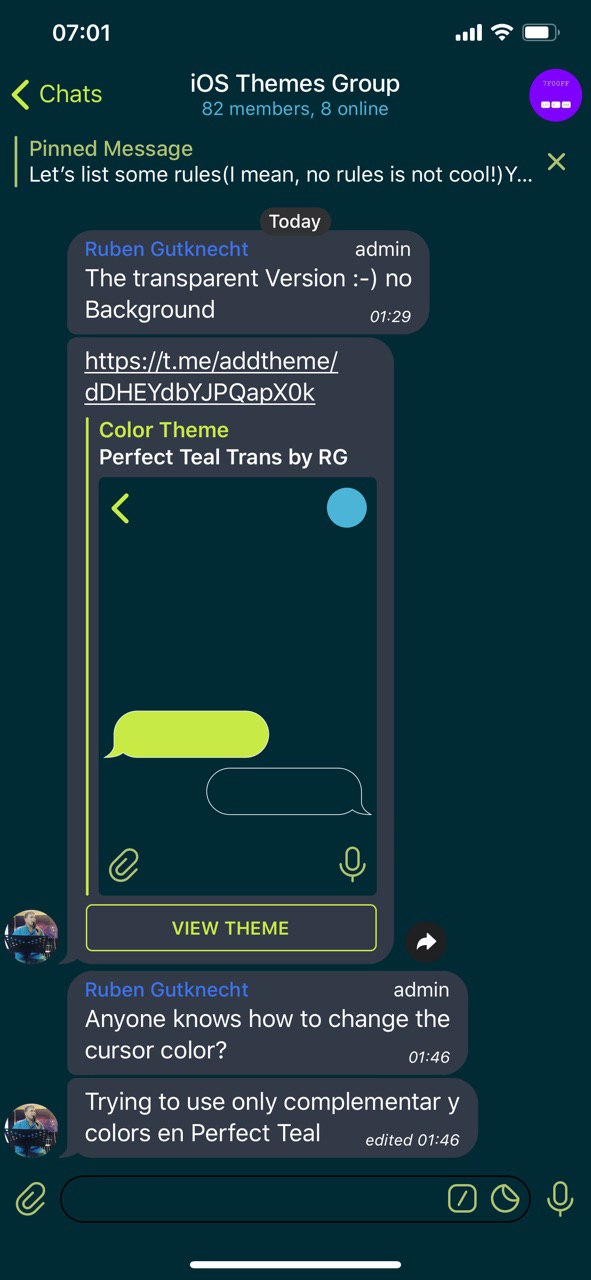 07:01
Chats
iOS Themes Group
82 members, 8 online
7F00FF
Pinned Message
Let’s list some rules(I mean, no rules is not cool!)Y...
Today
Ruben Gutknecht admin
The transparent Version :-) no
Background 01:29
https://t.me/addtheme/
dDHEYdbYJPQapX0k
Color Theme
Perfect Teal Trans by RG
VIEW THEME
Ruben Gutknecht admin
Anyone knows how to change the
cursor color? 01:46
Trying to use only complementar y
colors en Perfect Teal edited 01:46